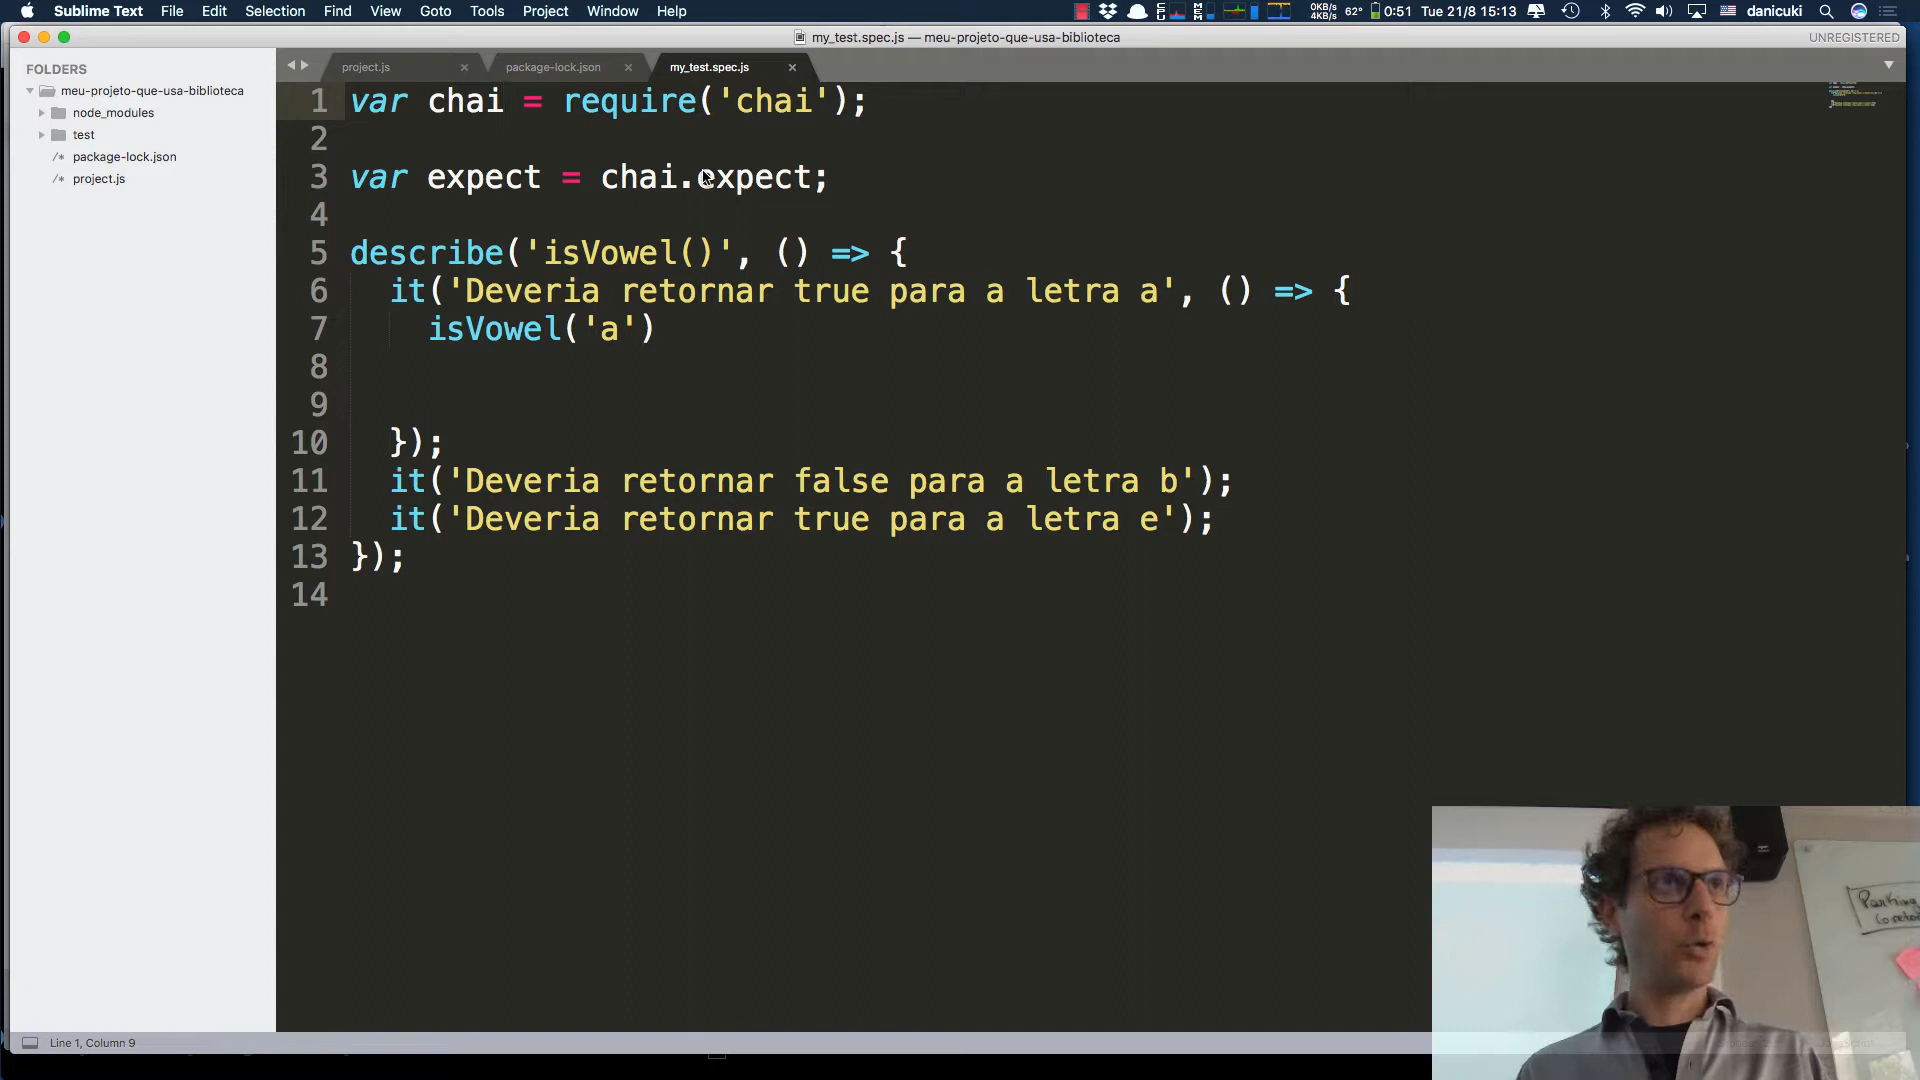 Sublime Text File Edit Selection Find View Goto Tools Project Window Help 0KB/s 4KB/s 62° 0:51 Tue 21/8 15:13 danicuki
my_test.spec.js — meu-projeto-que-usa-biblioteca UNREGISTERED
FOLDERS
meu-projeto-que-usa-biblioteca
node_modules
test
/* package-lock.json
/* project.js
project.js × package-lock.json × my_test.spec.js ×
1 var chai = require('chai');
2
3 var expect = chai.expect;
4
5 describe('isVowel()', () => {
6 it('Deveria retornar true para a letra a', () => {
7 isVowel('a')
8
9
10 });
11 it('Deveria retornar false para a letra b');
12 it('Deveria retornar true para a letra e');
13 });
14
Parking
Line 1, Column 9